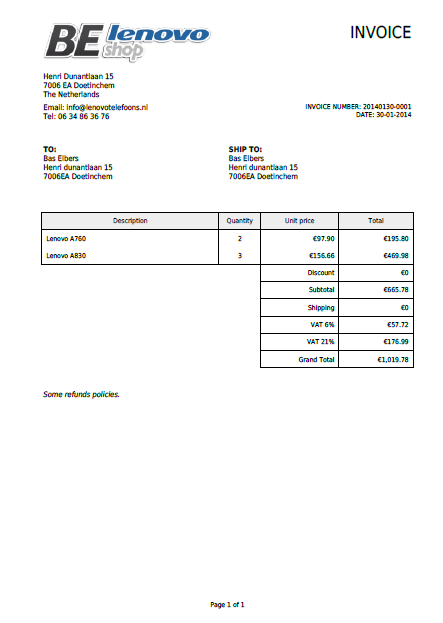 BE lenovo
shop
INVOICE
Henri Dunantlaan 15
7006 EA Doetinchem
The Netherlands
Email: info@lenovotelefoons.nl
Tel: 06 34 86 36 76
INVOICE NUMBER: 20140130-0001
DATE: 30-01-2014
TO:
Bas Elbers
Henri dunantlaan 15
7006EA Doetinchem
SHIP TO:
Bas Elbers
Henri dunantlaan 15
7006EA Doetinchem
Description Quantity Unit price Total
Lenovo A760 2 €97.90 €195.80
Lenovo A830 3 €156.66 €469.98
Discount €0
Subtotal €665.78
Shipping €0
VAT 6% €57.72
VAT 21% €176.99
Grand Total €1,019.78
Some refunds policies.
Page 1 of 1